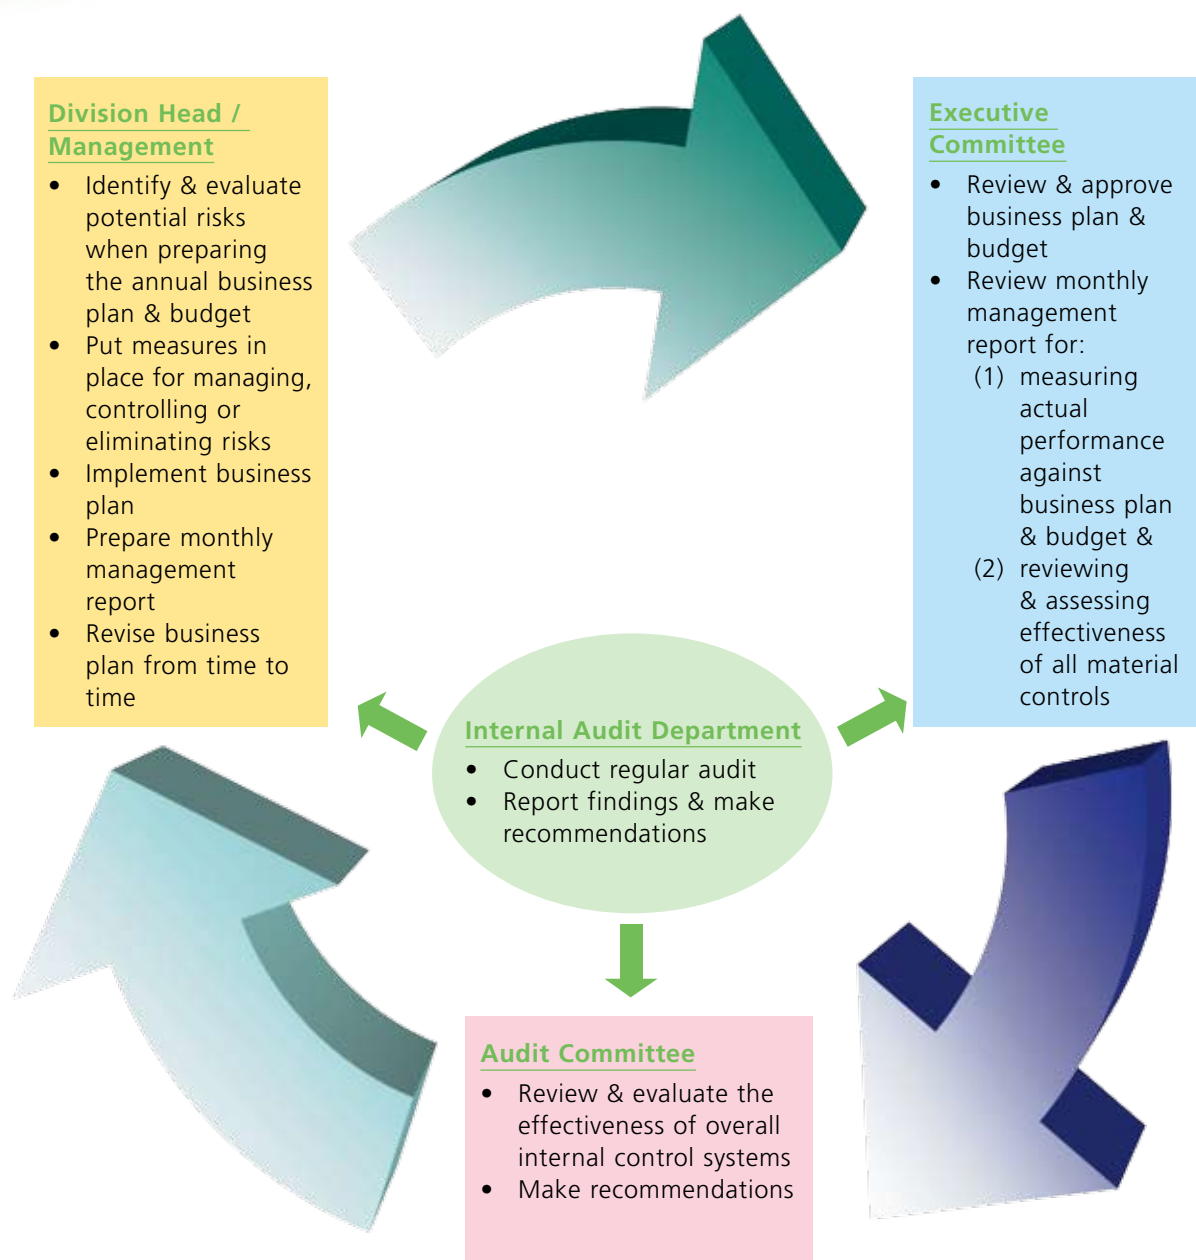 Division Head /
Management
• Identify & evaluate
potential risks
when preparing
the annual business
plan & budget
• Put measures in
place for managing,
controlling or
eliminating risks
• Implement business
plan
• Prepare monthly
management
report
• Revise business
plan from time to
time
Executive
Committee
• Review & approve
business plan &
budget
• Review monthly
management
report for:
(1) measuring
actual
performance
against
business plan
& budget &
(2) reviewing
& assessing
effectiveness
of all material
controls
Internal Audit Department
• Conduct regular audit
• Report findings & make
recommendations
Audit Committee
• Review & evaluate the
effectiveness of overall
internal control systems
• Make recommendations